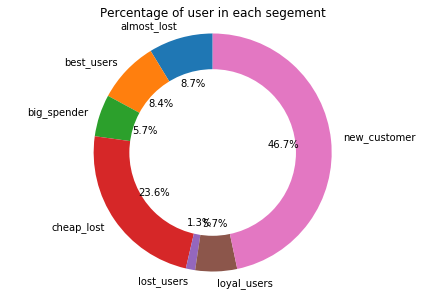 Percentage of user in each segement
almost_lost
best_users
8.7%
8.4%
big_spender
5.7%
new_customer
46.7%
23.6%
cheap_lost
1.3%
5.7%
lost_users
loyal_users